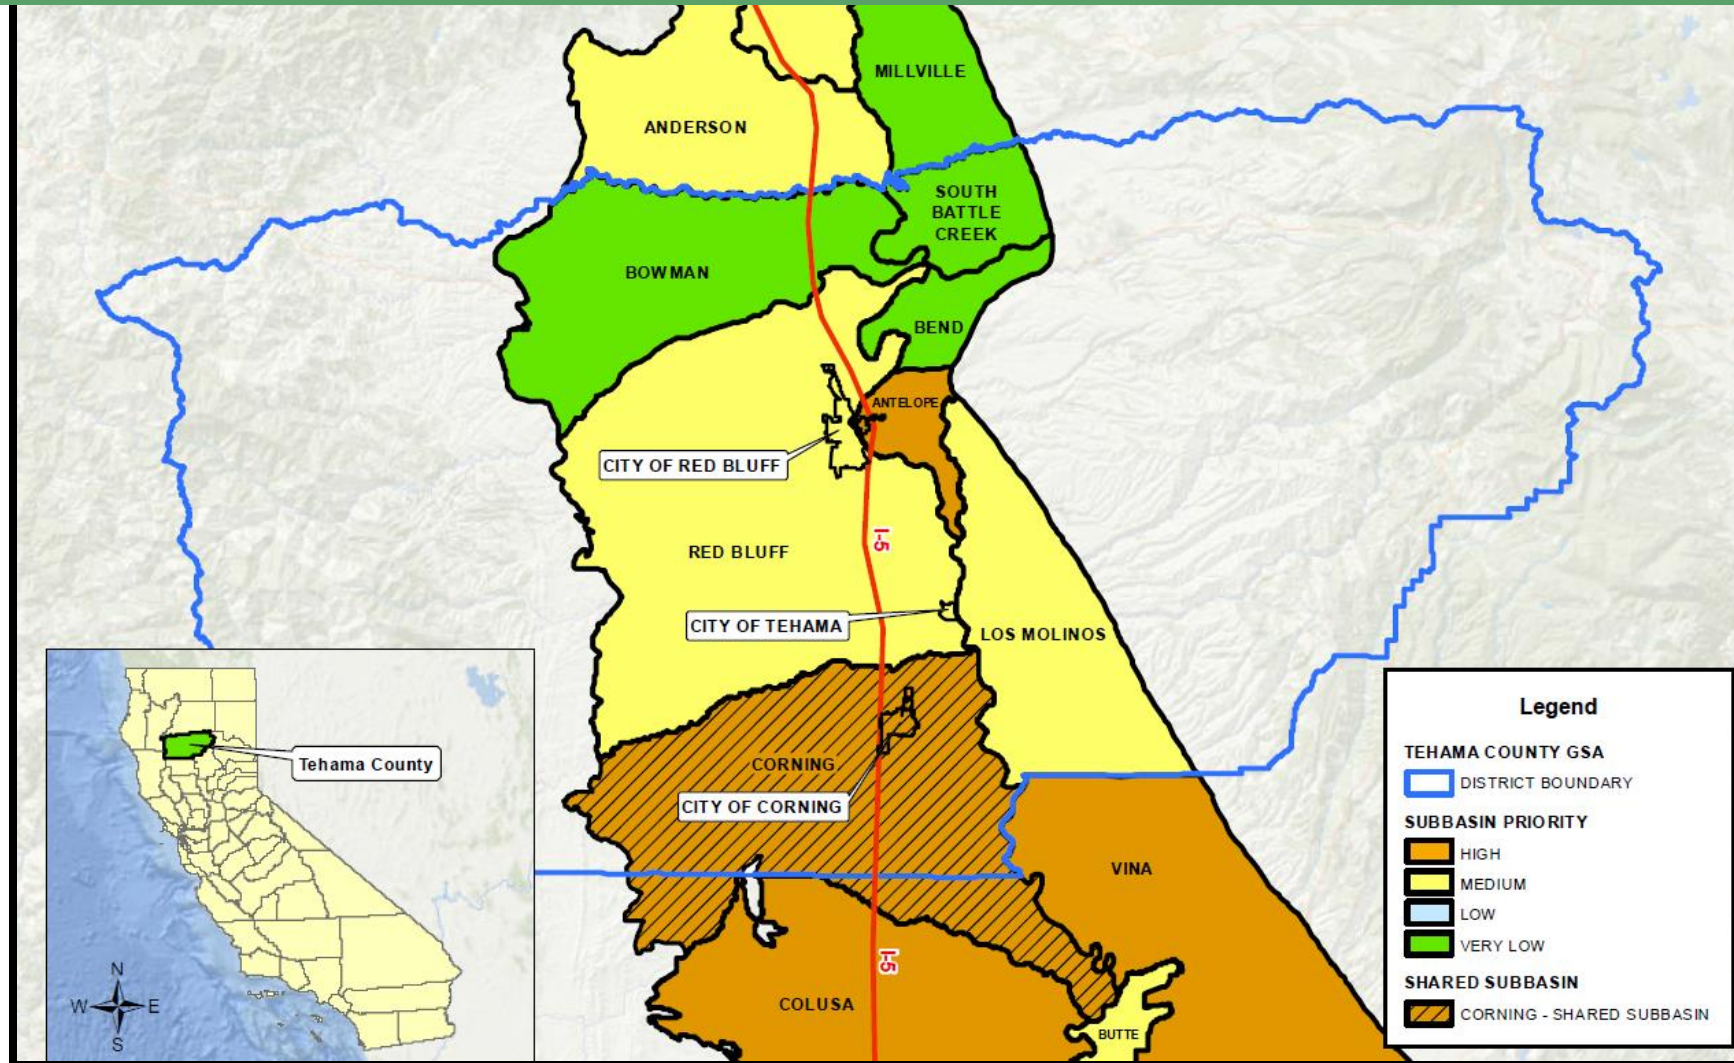 MILLVILLE
ANDERSON
SOUTH
BATTLE
CREEK
BOWMAN
BEND
ANTELOPE
CITY OF RED BLUFF
I-5
RED BLUFF
CITY OF TEHAMA
LOS MOLINOS
CORNING
CITY OF CORNING
VINA
I-5
COLUSA
BUTTE
Tehama County
N
W
E
S
Legend
TEHAMA COUNTY GSA
DISTRICT BOUNDARY
SUBBASIN PRIORITY
HIGH
MEDIUM
LOW
VERY LOW
SHARED SUBBASIN
CORNING - SHARED SUBBASIN